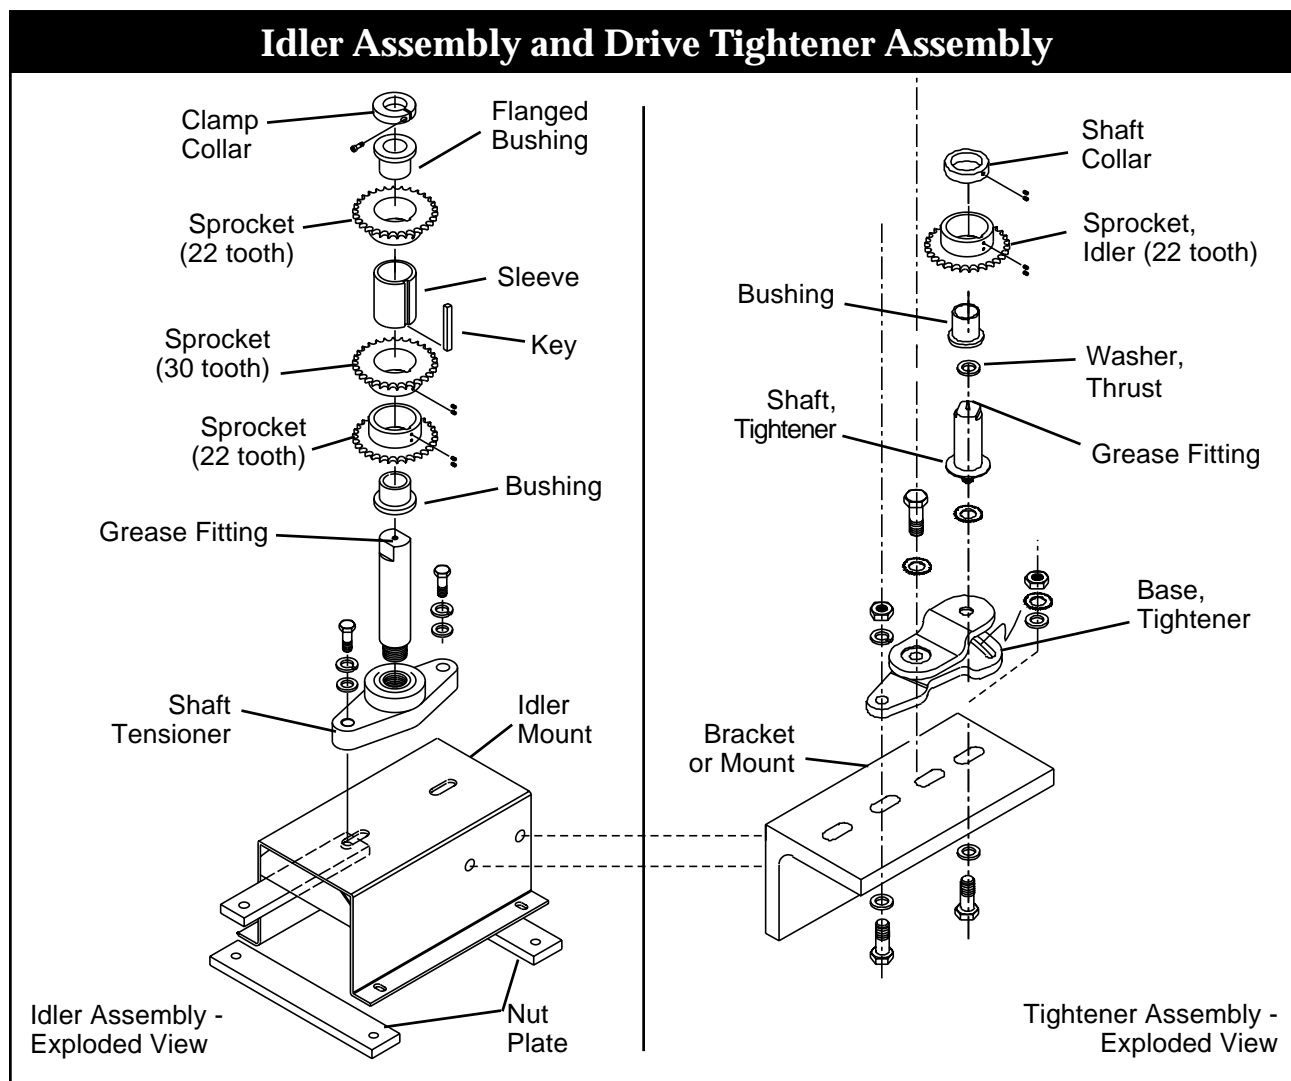 Idler Assembly and Drive Tightener Assembly
Clamp
Collar
Flanged
Bushing
Sprocket
(22 tooth)
Sleeve
Key
Sprocket
(30 tooth)
Sprocket
(22 tooth)
Bushing
Grease Fitting
Shaft
Tensioner
Idler
Mount
Nut
Plate
Idler Assembly -
Exploded View
Shaft
Collar
Sprocket,
Idler (22 tooth)
Bushing
Washer,
Thrust
Shaft,
Tightener
Grease Fitting
Base,
Tightener
Bracket
or Mount
Tightener Assembly -
Exploded View